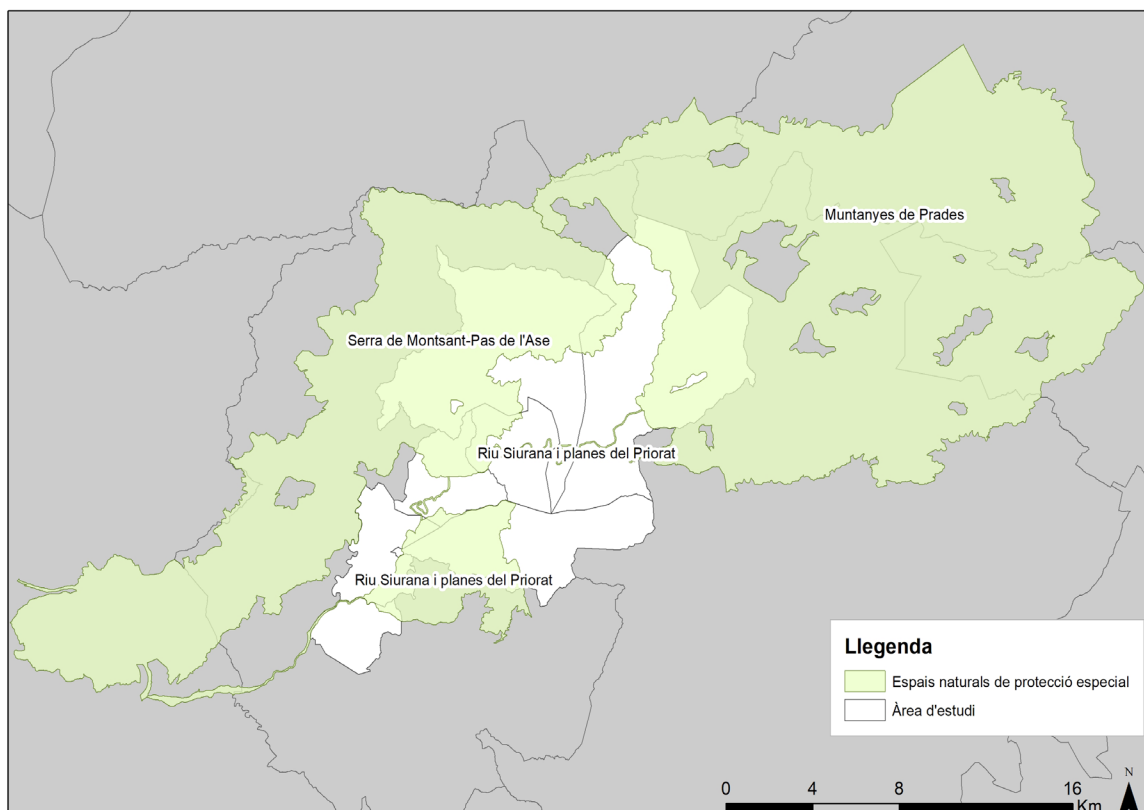 Muntanyes de Prades
Serra de Montsant-Pas de l'Ase
Riu Siurana i planes del Priorat
Riu Siurana i planes del Priorat
Llegenda
Espais naturals de protecció especial
Àrea d'estudi
N
0 4 8 16
Km